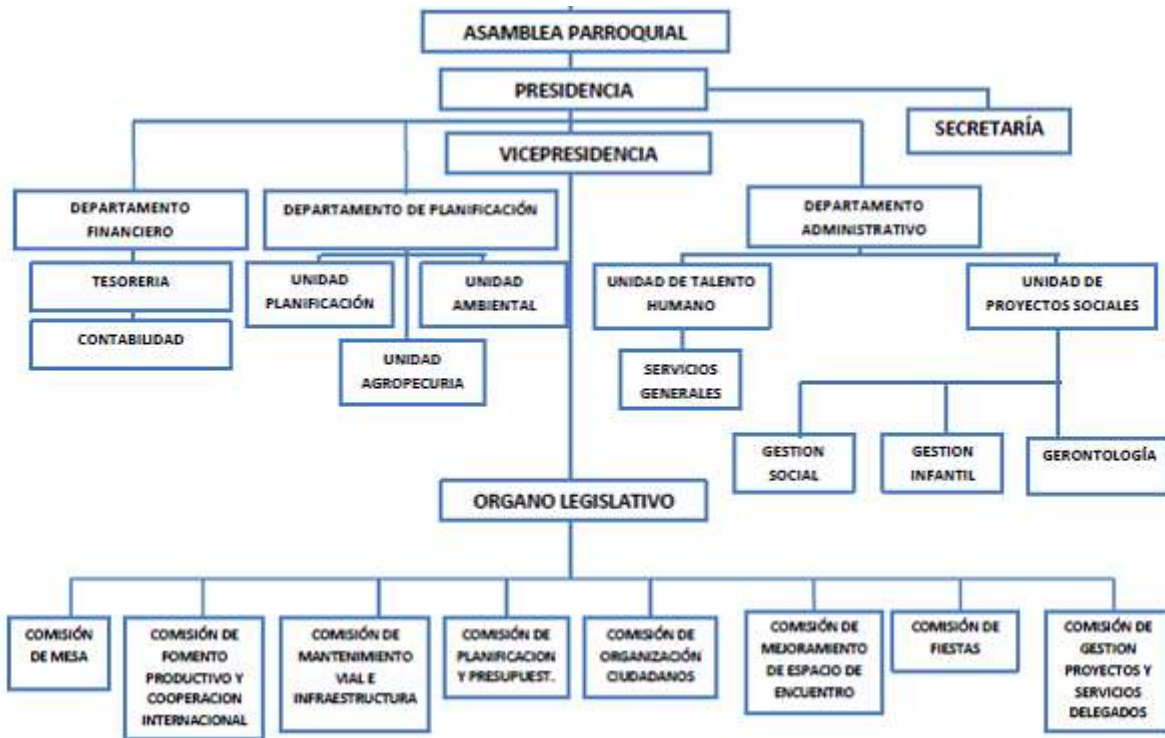 ASAMBLEA PARROQUIAL
PRESIDENCIA
SECRETARÍA
VICEPRESIDENCIA
DEPARTAMENTO
FINANCIERO
DEPARTAMENTO DE PLANIFICACIÓN
DEPARTAMENTO
ADMINISTRATIVO
TESORERIA
UNIDAD
PLANIFICACIÓN
UNIDAD
AMBIENTAL
UNIDAD DE TALENTO
HUMANO
UNIDAD DE
PROYECTOS SOCIALES
CONTABILIDAD
UNIDAD
AGROPECURIA
SERVICIOS
GENERALES
GESTION
SOCIAL
GESTION
INFANTIL
GERONTOLOGÍA
ORGANO LEGISLATIVO
COMISIÓN
DE MESA
COMISIÓN DE
FOMENTO
PRODUCTIVO Y
COOPERACION
INTERNACIONAL
COMISIÓN DE
MANTENIMIENTO
VIAL E
INFRAESTRUCTURA
COMISIÓN DE
PLANIFICACION
Y PRESUPUEST.
COMISIÓN DE
ORGANIZACIÓN
CIUDADANOS
COMISIÓN DE
MEJORAMIENTO
DE ESPACIO DE
ENCUENTRO
COMISIÓN DE
FIESTAS
COMISIÓN DE
GESTION
PROYECTOS Y
SERVICIOS
DELEGADOS